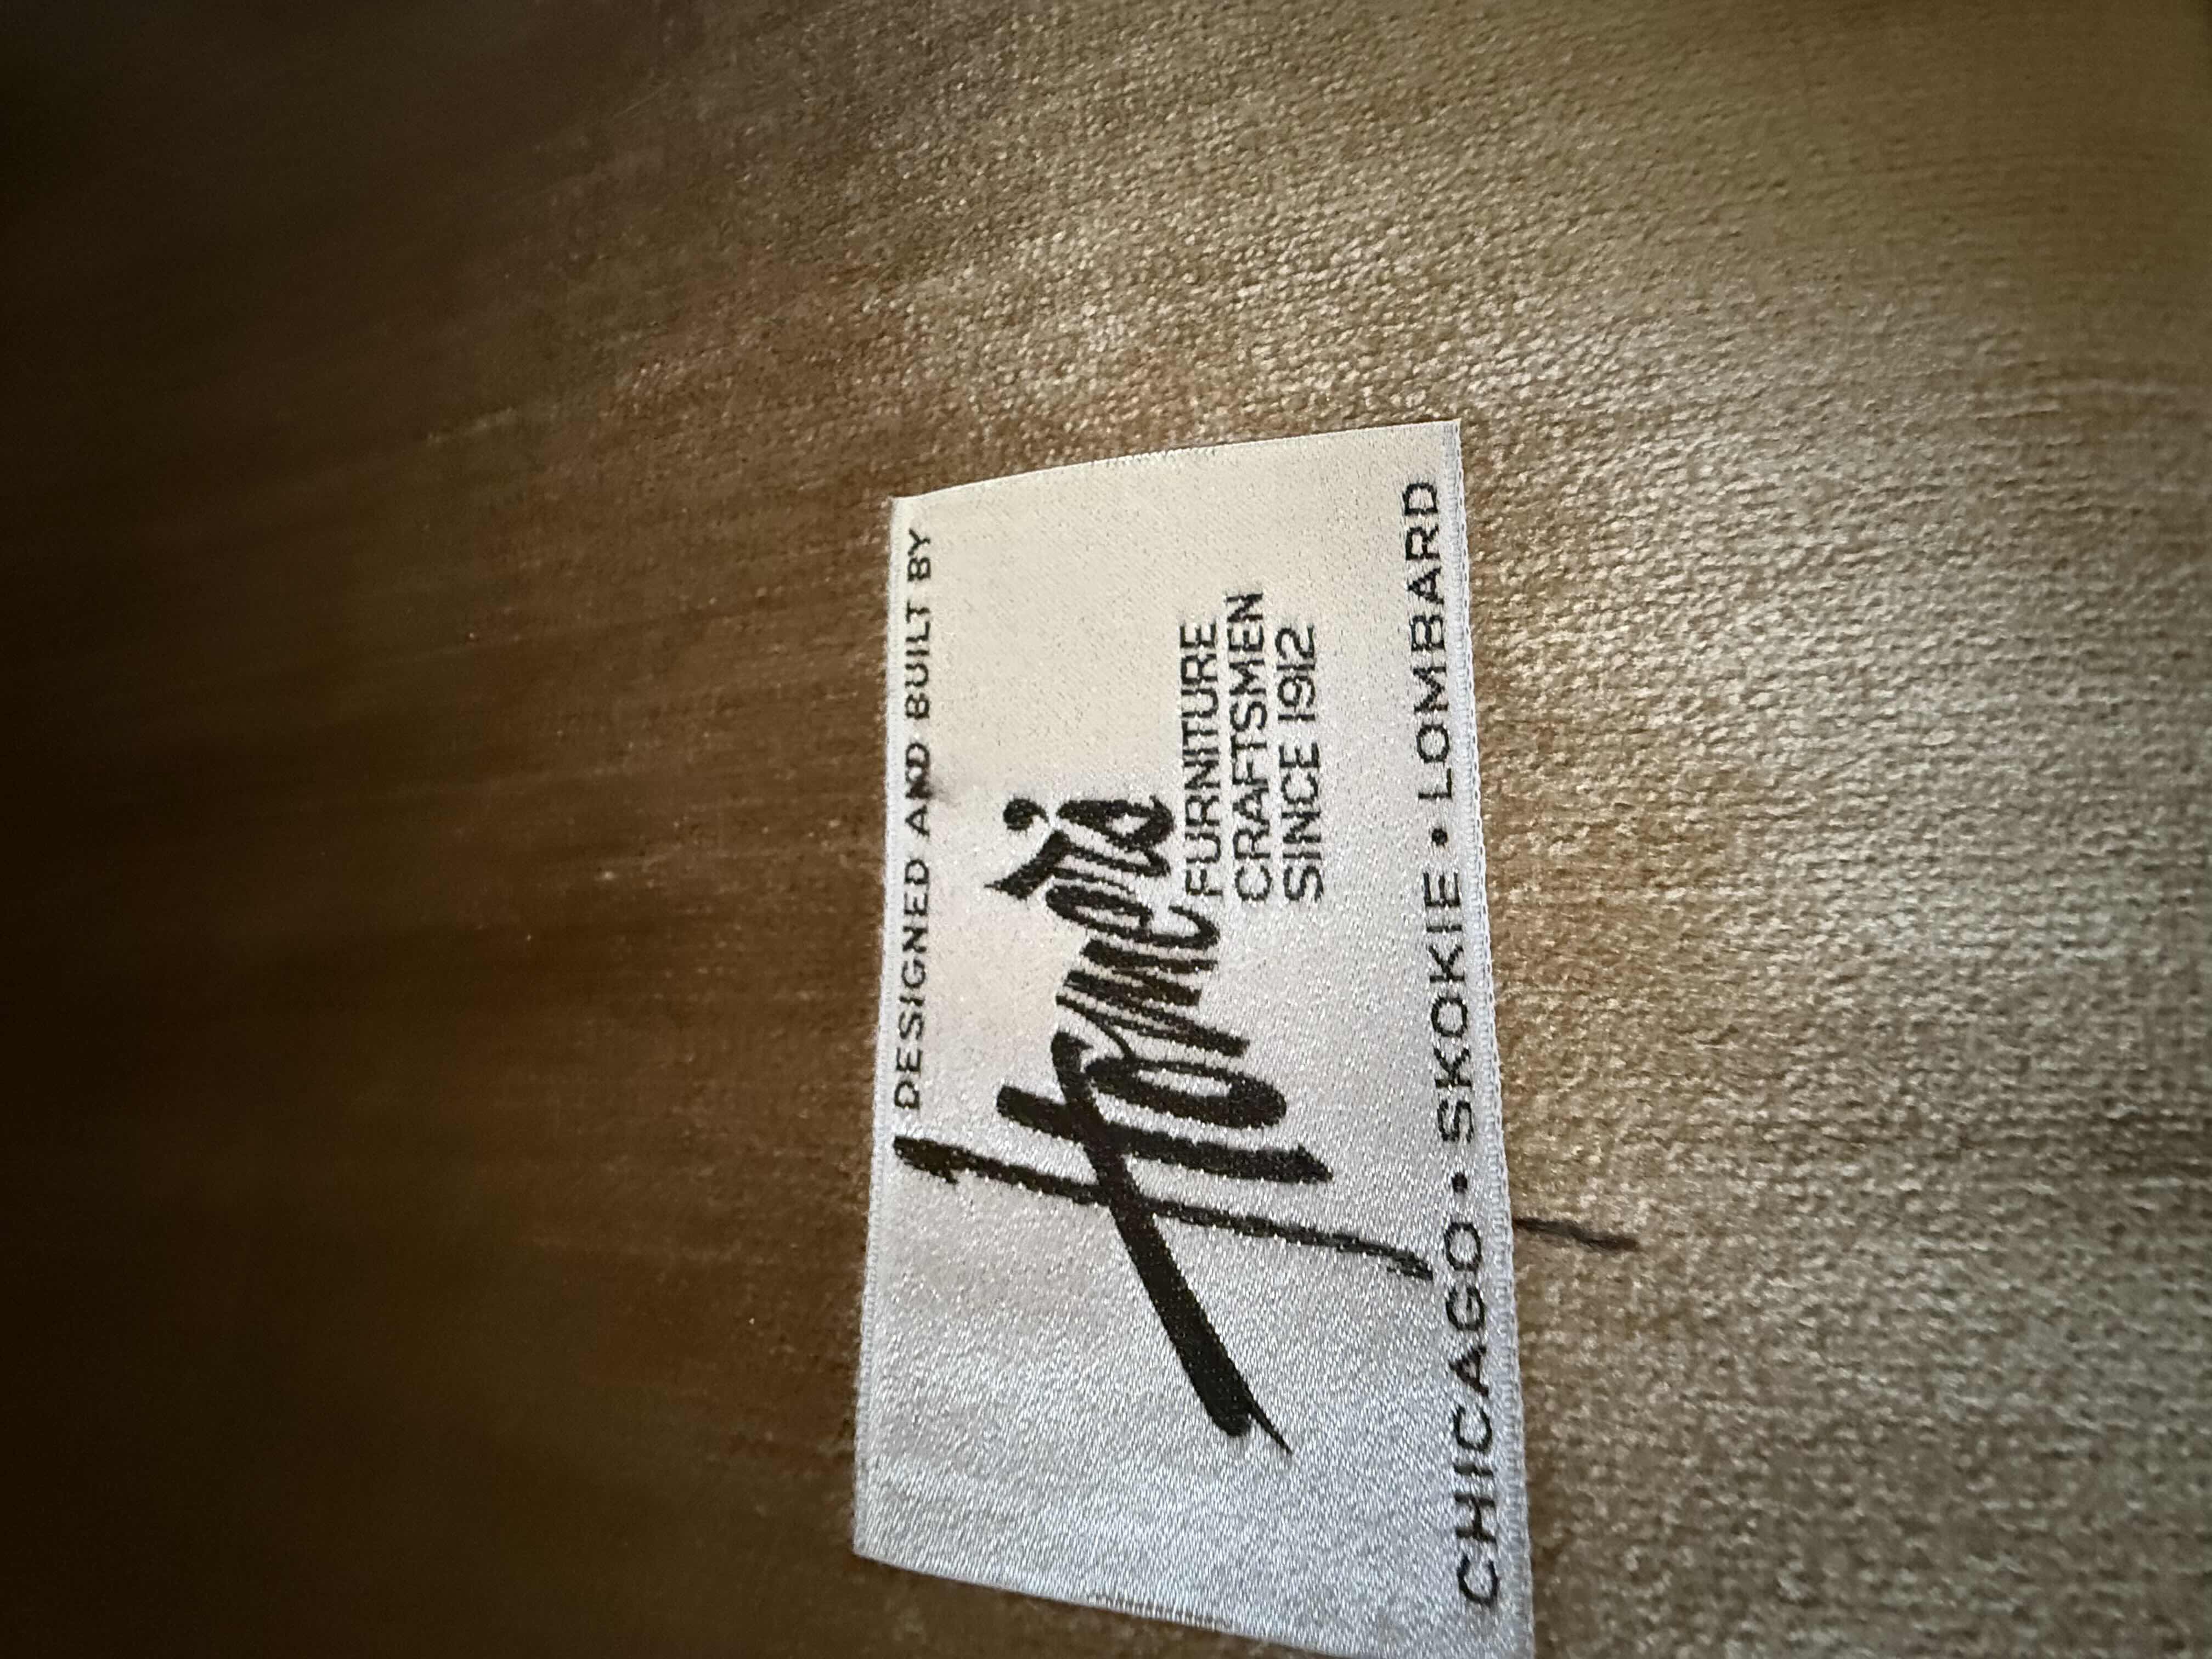 DESIGNED AND BUILT BY
Homer's
FURNITURE
CRAFTSMEN
SINCE 1912
CHICAGO • SKOKIE • LOMBARD